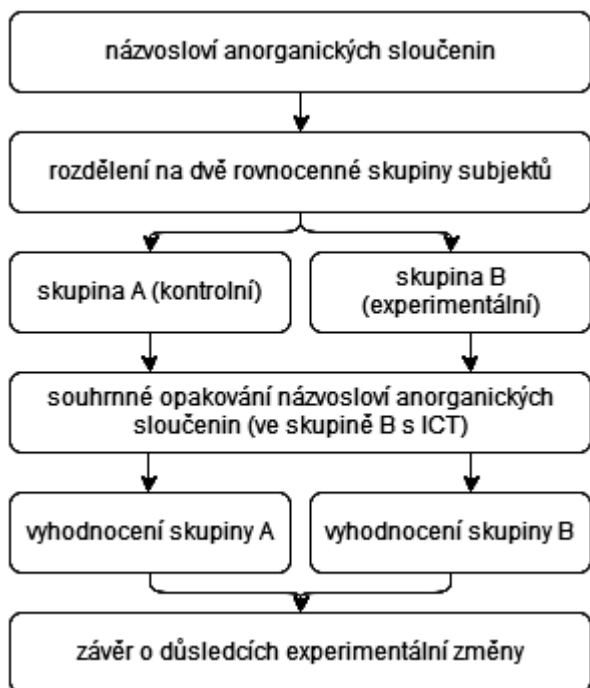 názvosloví anorganických sloučenin
rozdělení na dvě rovnocenné skupiny subjektů
skupina A (kontrolní)
skupina B
(experimentální)
souhrnné opakování názvosloví anorganických
sloučenin (ve skupině B s ICT)
vyhodnocení skupiny A
vyhodnocení skupiny B
závěr o důsledcích experimentální změny